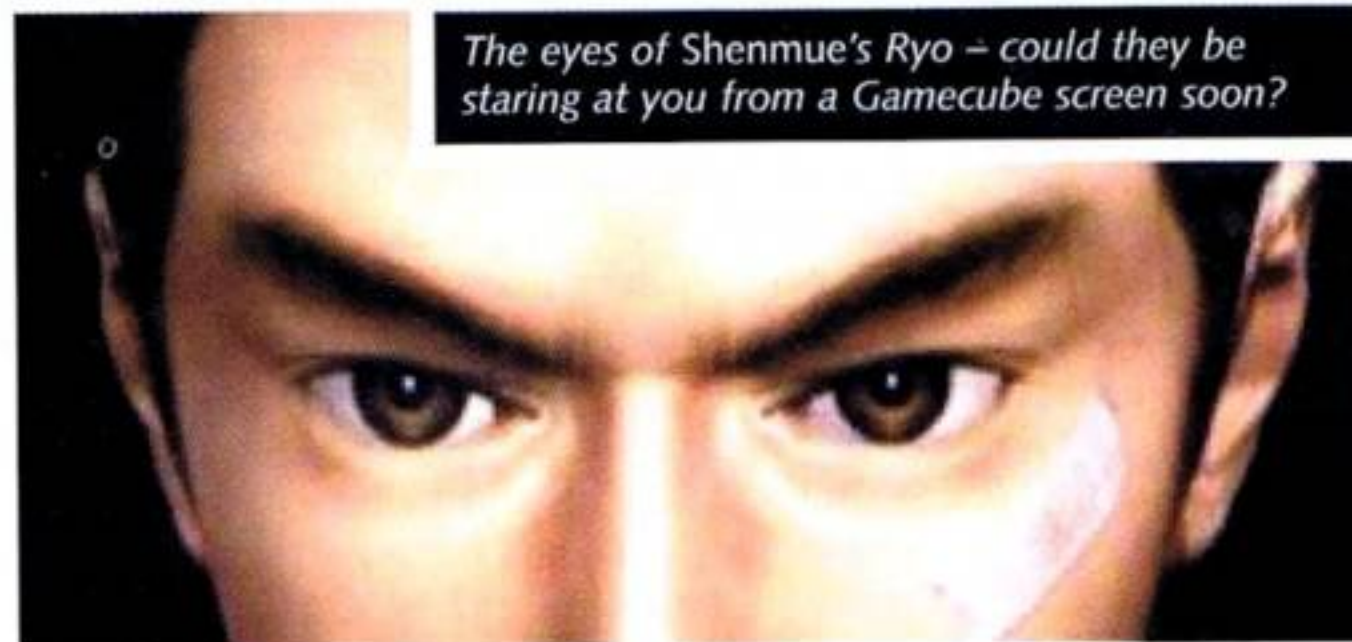 The eyes of Shenmue's Ryo – could they be
staring at you from a Gamecube screen soon?